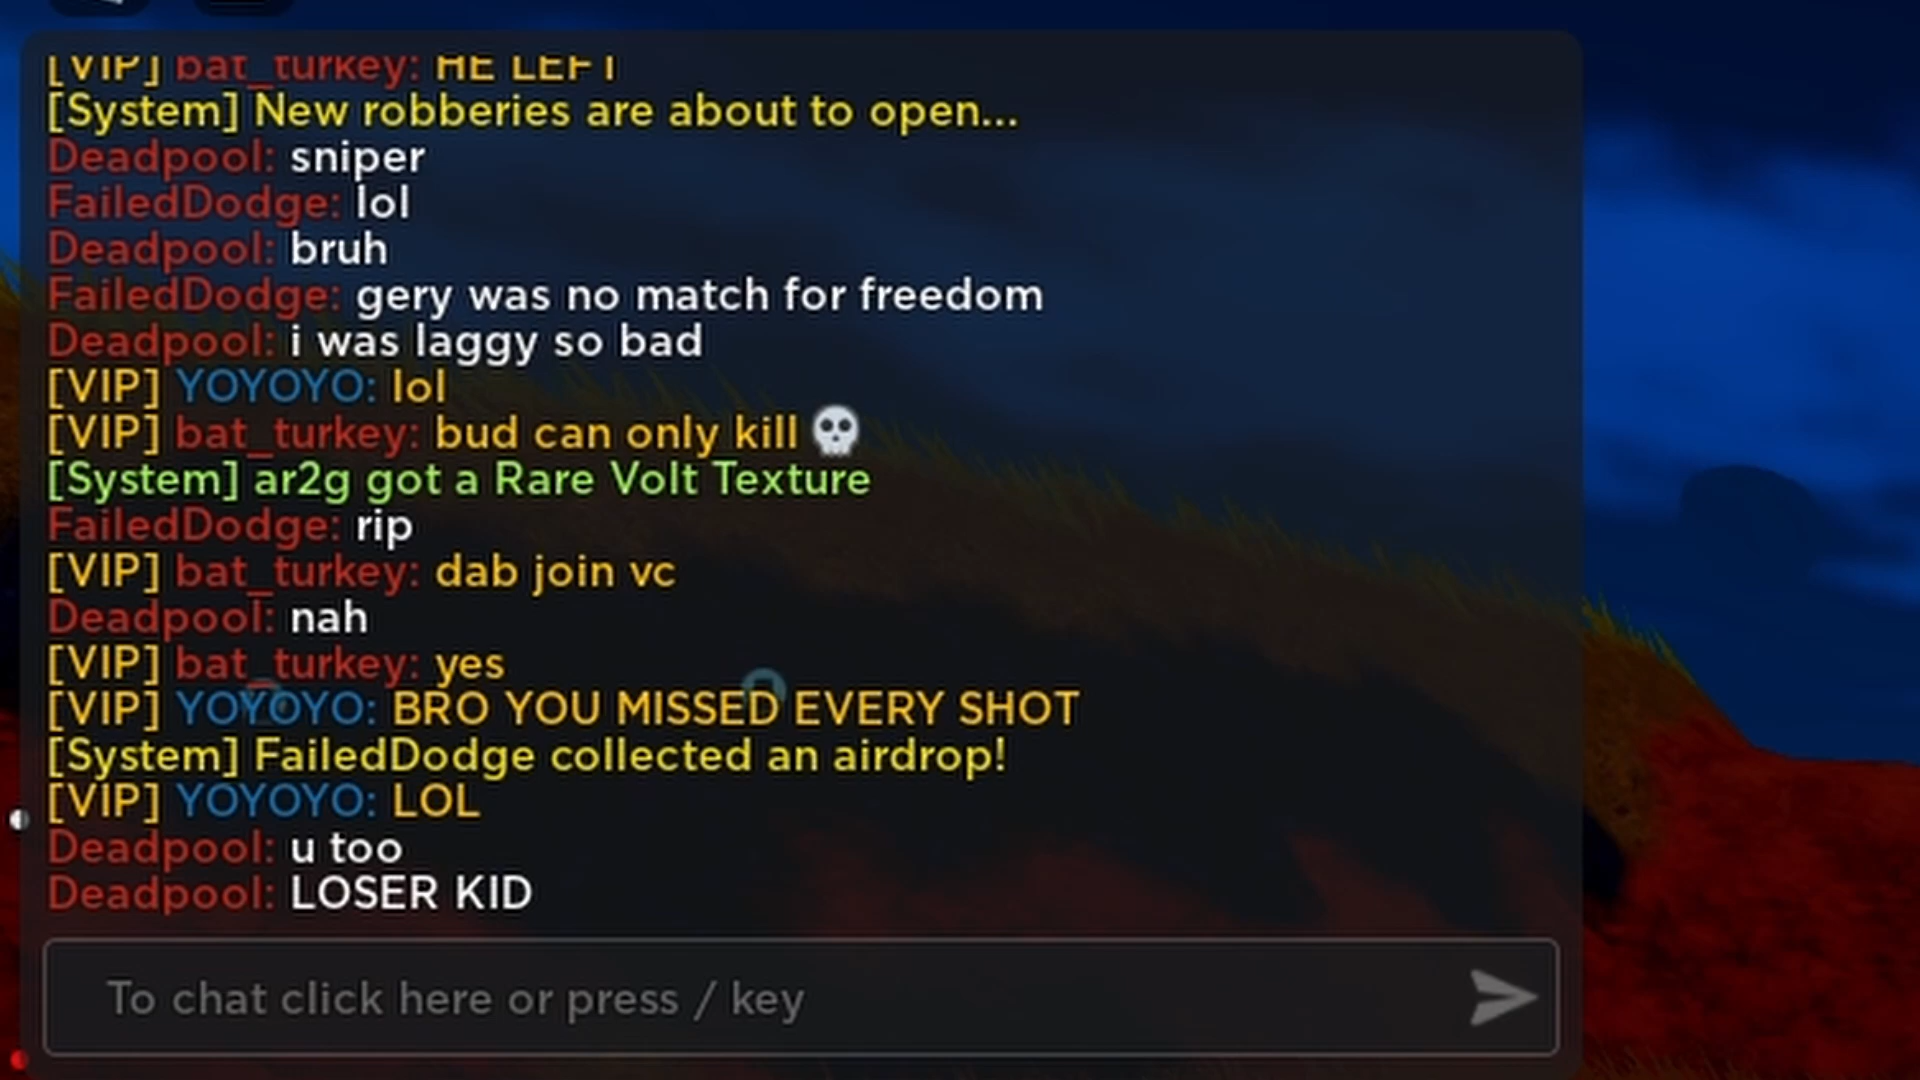 [VIP] bat_turkey: HE LEFT
[System] New robberies are about to open...
Deadpool: sniper
FailedDodge: lol
Deadpool: bruh
FailedDodge: gery was no match for freedom
Deadpool: i was laggy so bad
[VIP] YOYOYO: lol
[VIP] bat_turkey: bud can only kill 💀
[System] ar2g got a Rare Volt Texture
FailedDodge: rip
[VIP] bat_turkey: dab join vc
Deadpool: nah
[VIP] bat_turkey: yes
[VIP] YOYOYO: BRO YOU MISSED EVERY SHOT
[System] FailedDodge collected an airdrop!
[VIP] YOYOYO: LOL
Deadpool: u too
Deadpool: LOSER KID
To chat click here or press / key